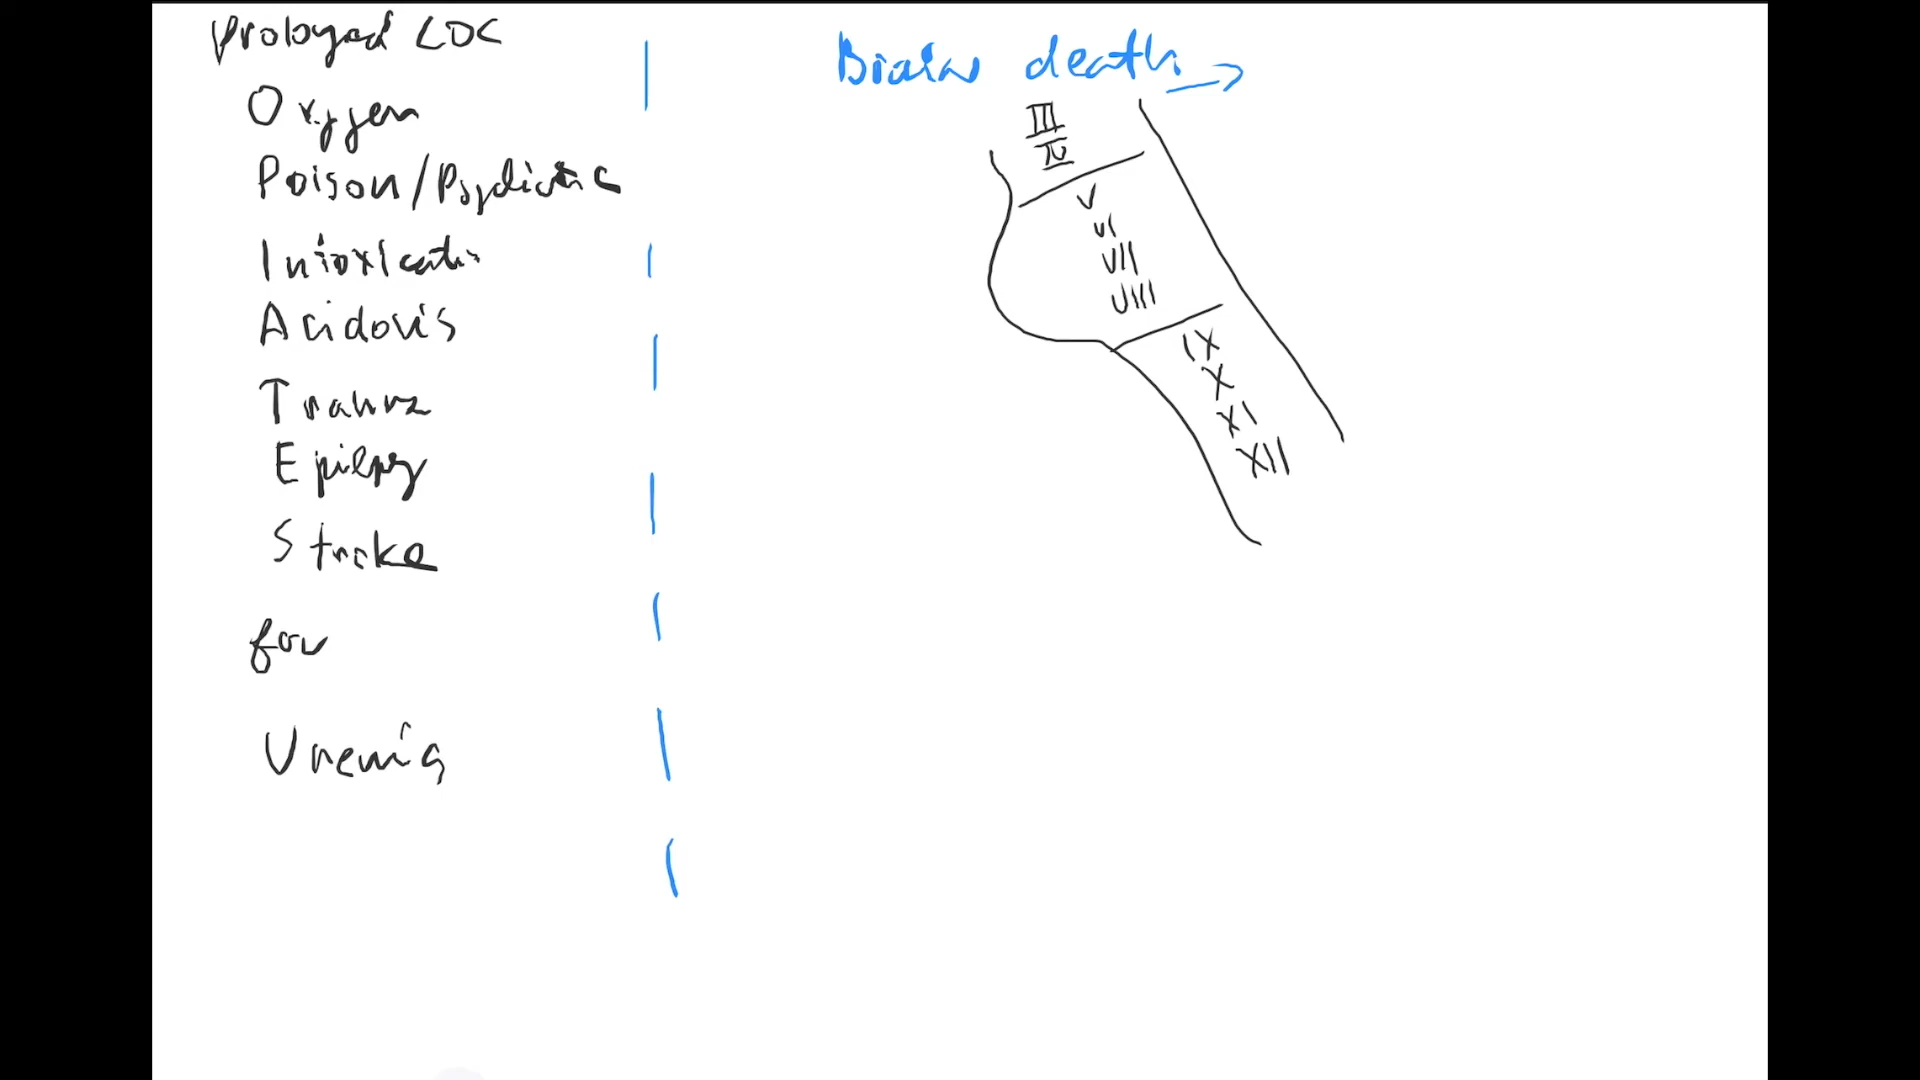 Prolonged LOC
Oxygen
Poison/Psychiatric
Intoxication
Acidosis
Trauma
Epilepsy
Stroke
for
Uremia
Brain death →
III
IV
V
VI
VII
VIII
IX
X
XI
XII